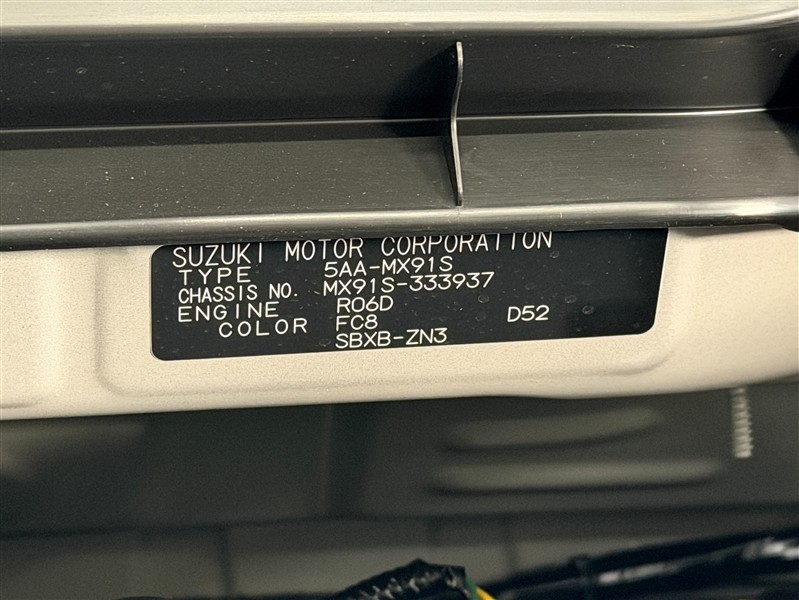 SUZUKI MOTOR CORPORATION
TYPE 5AA-MX91S
CHASSIS NO. MX91S-333937
ENGINE R06D
COLOR FC8 D52
SBXB-ZN3